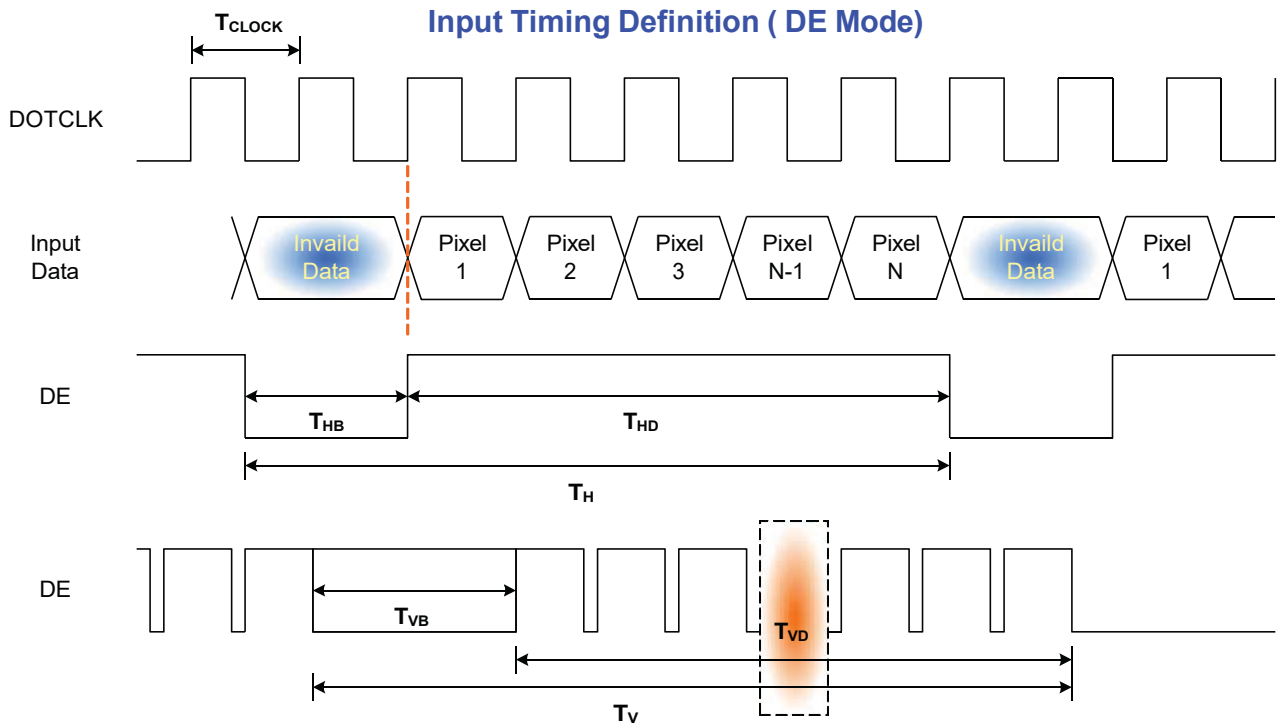 Input Timing Definition ( DE Mode)
TCLOCK
DOTCLK
Input
Data
Invaild
Data
Pixel
1
Pixel
2
Pixel
3
Pixel
N-1
Pixel
N
Invaild
Data
Pixel
1
DE
THB
THD
TH
DE
TVB
TVD
TV